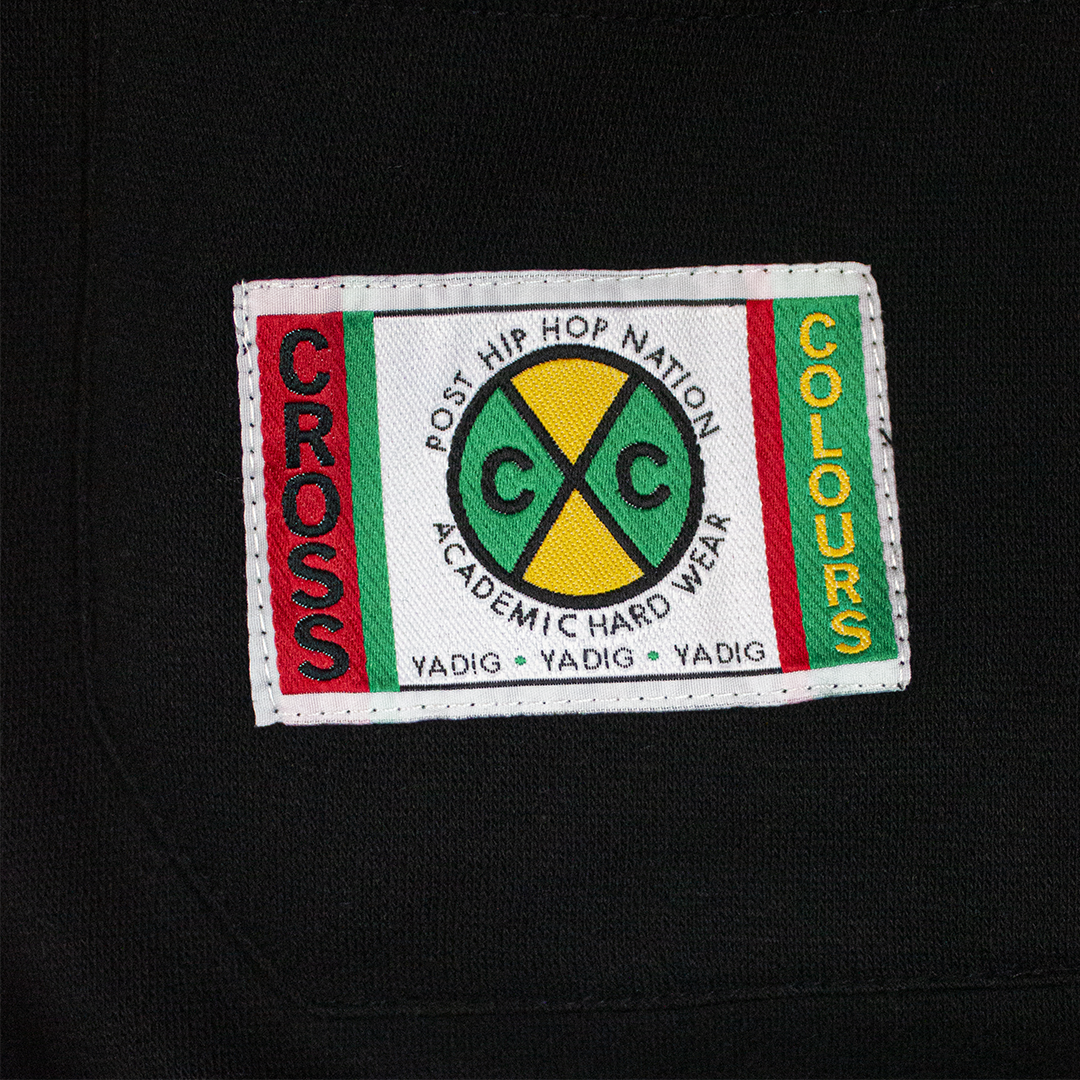 CROSS
POST HIP HOP NATION
C C
ACADEMIC HARD WEAR
YADIG • YADIG • YADIG
COLOURS